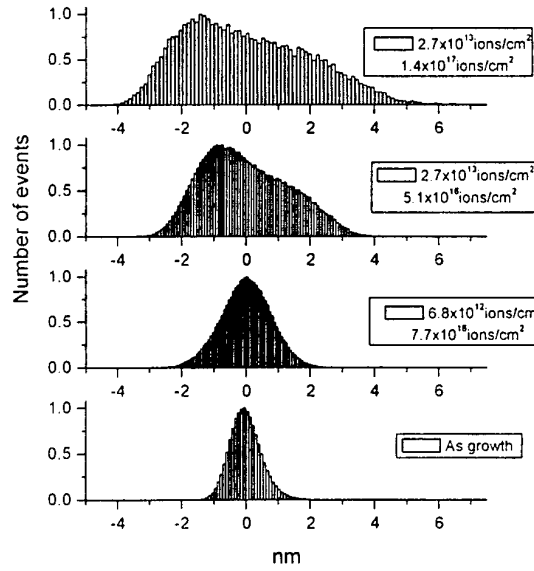 Number of events
1.0
0.5
0.0
-4 -2 0 2 4 6
2.7x10¹³ions/cm²
1.4x10¹⁷ions/cm²
1.0
0.5
0.0
-4 -2 0 2 4 6
2.7x10¹³ions/cm²
5.1x10¹⁶ions/cm²
1.0
0.5
0.0
-4 -2 0 2 4 6
6.8x10¹²ions/cm
7.7x10¹⁶ions/cm²
1.0
0.5
0.0
-4 -2 0 2 4 6
As growth
nm